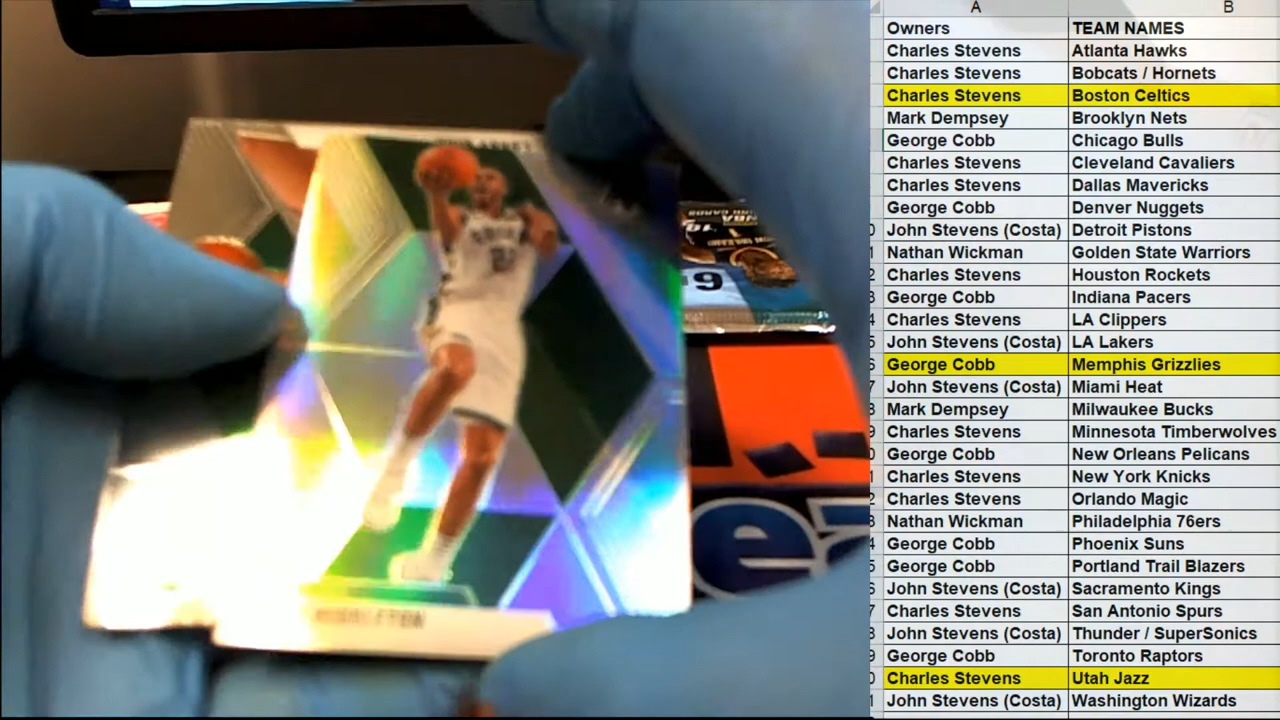 A B
Owners TEAM NAMES
Charles Stevens Atlanta Hawks
Charles Stevens Bobcats / Hornets
Charles Stevens Boston Celtics
Mark Dempsey Brooklyn Nets
George Cobb Chicago Bulls
Charles Stevens Cleveland Cavaliers
Charles Stevens Dallas Mavericks
George Cobb Denver Nuggets
John Stevens (Costa) Detroit Pistons
Nathan Wickman Golden State Warriors
Charles Stevens Houston Rockets
George Cobb Indiana Pacers
Charles Stevens LA Clippers
John Stevens (Costa) LA Lakers
George Cobb Memphis Grizzlies
John Stevens (Costa) Miami Heat
Mark Dempsey Milwaukee Bucks
Charles Stevens Minnesota Timberwolves
George Cobb New Orleans Pelicans
Charles Stevens New York Knicks
Charles Stevens Orlando Magic
Nathan Wickman Philadelphia 76ers
George Cobb Phoenix Suns
George Cobb Portland Trail Blazers
John Stevens (Costa) Sacramento Kings
Charles Stevens San Antonio Spurs
John Stevens (Costa) Thunder / SuperSonics
George Cobb Toronto Raptors
Charles Stevens Utah Jazz
John Stevens (Costa) Washington Wizards